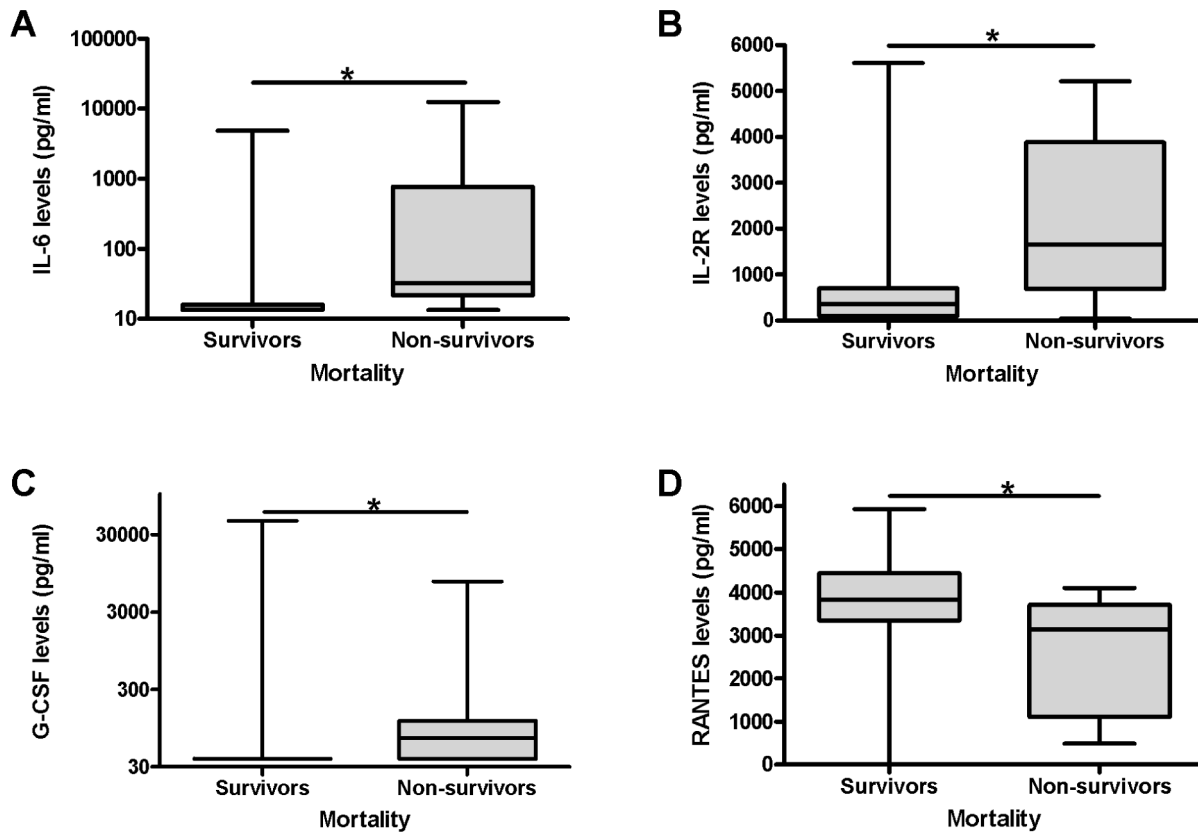 A
IL-6 levels (pg/ml)
100000
10000
1000
100
10
*
Survivors Non-survivors
Mortality
B
IL-2R levels (pg/ml)
6000
5000
4000
3000
2000
1000
0
*
Survivors Non-survivors
Mortality
C
G-CSF levels (pg/ml)
30000
3000
300
30
*
Survivors Non-survivors
Mortality
D
RANTES levels (pg/ml)
6000
5000
4000
3000
2000
1000
0
*
Survivors Non-survivors
Mortality